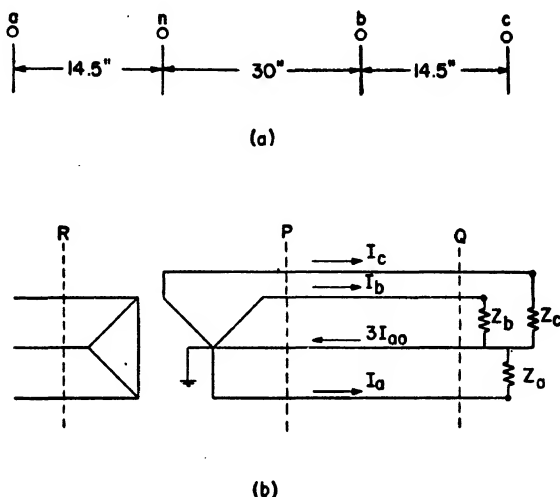 a n b c
14.5" 30" 14.5"
(a)
R P Q
I_c
I_b
Z_b Z_c
3I_ao
Z_a
I_a
(b)